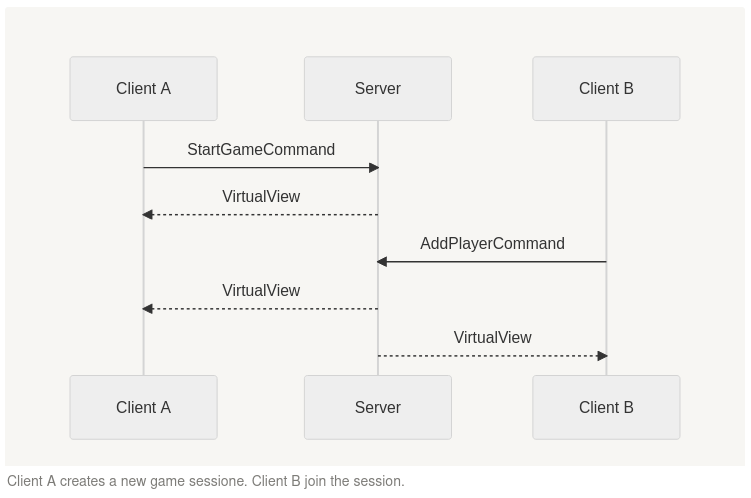 Client A
Server
Client B
StartGameCommand
VirtualView
AddPlayerCommand
VirtualView
VirtualView
Client A
Server
Client B
Client A creates a new game sessione. Client B join the session.